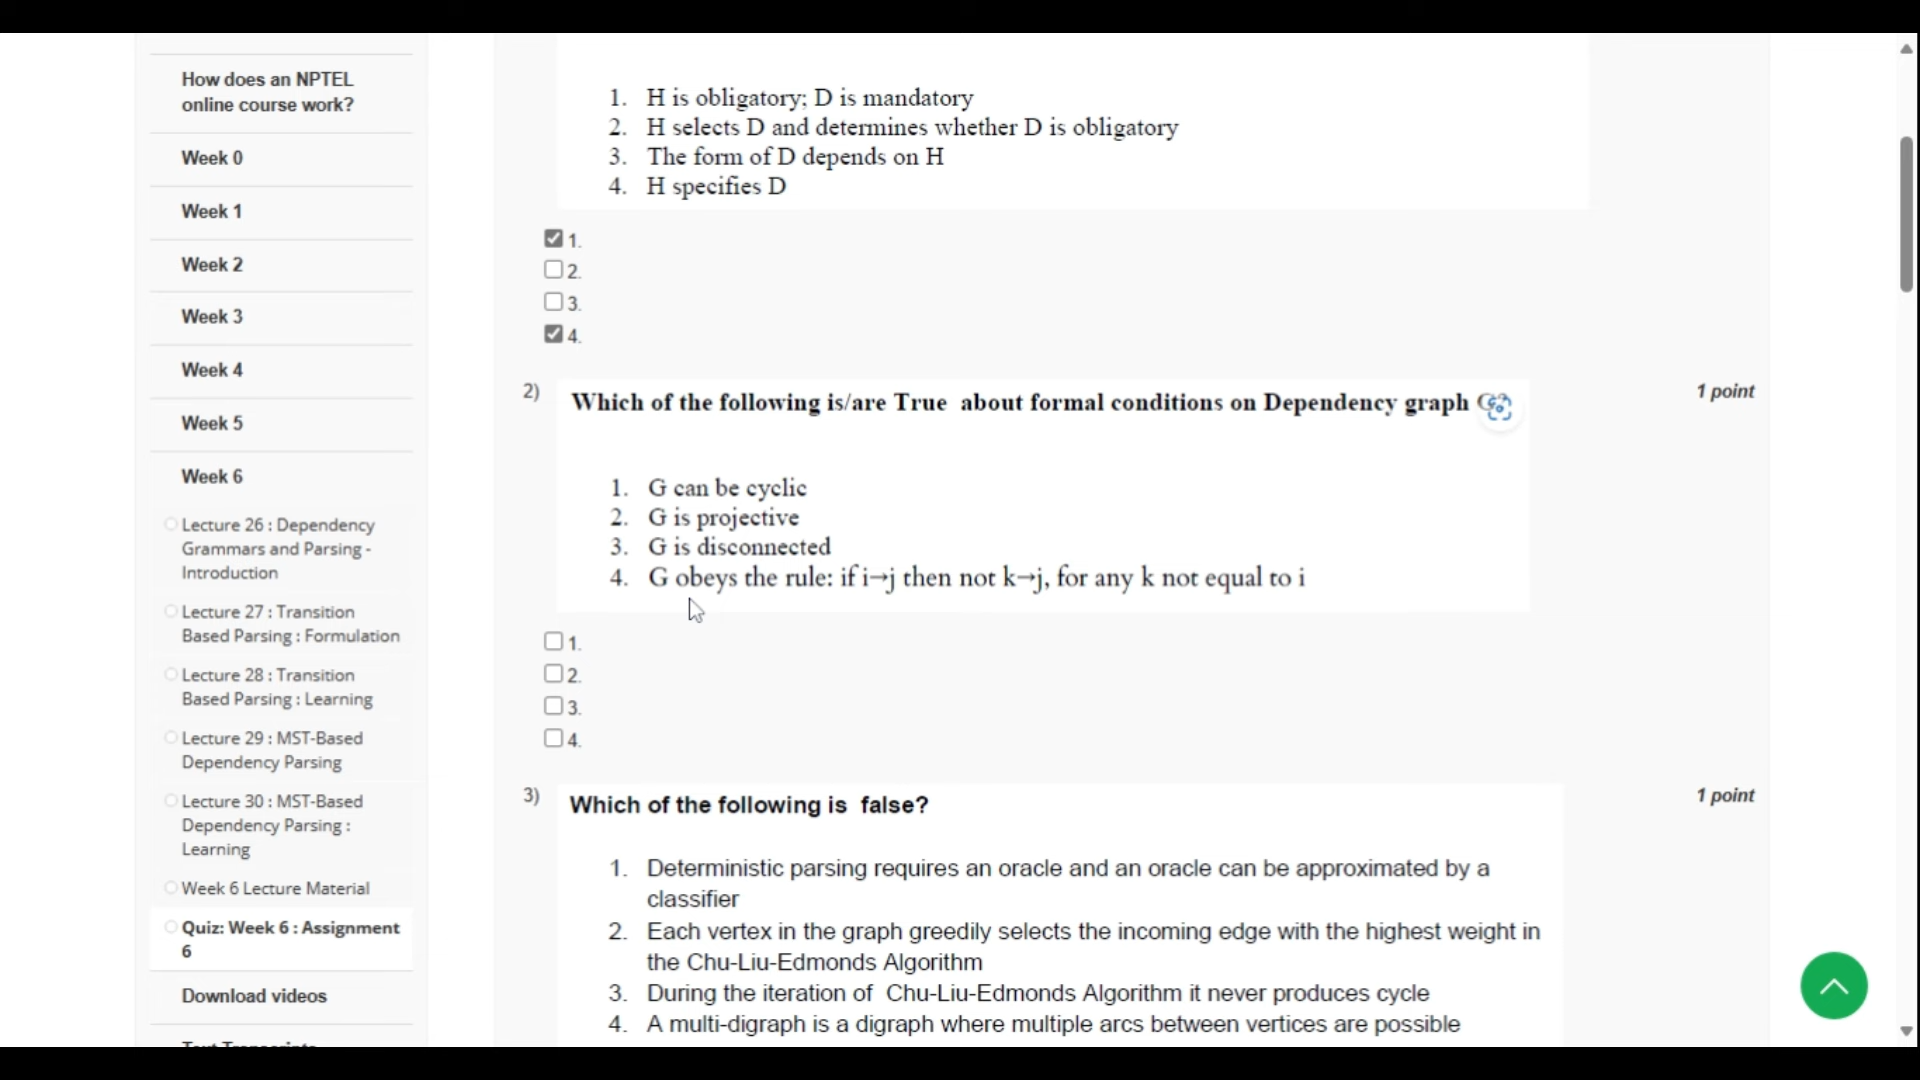 How does an NPTEL
online course work?
Week 0
Week 1
Week 2
Week 3
Week 4
Week 5
Week 6
Lecture 26 : Dependency
Grammars and Parsing -
Introduction
Lecture 27 : Transition
Based Parsing : Formulation
Lecture 28 : Transition
Based Parsing : Learning
Lecture 29 : MST-Based
Dependency Parsing
Lecture 30 : MST-Based
Dependency Parsing :
Learning
Week 6 Lecture Material
Quiz: Week 6 : Assignment
6
Download videos
1. H is obligatory; D is mandatory
2. H selects D and determines whether D is obligatory
3. The form of D depends on H
4. H specifies D
1.
2.
3.
4.
2) Which of the following is/are True about formal conditions on Dependency graph 1 point
1. G can be cyclic
2. G is projective
3. G is disconnected
4. G obeys the rule: if i→j then not k→j, for any k not equal to i
1.
2.
3.
4.
3) Which of the following is false? 1 point
1. Deterministic parsing requires an oracle and an oracle can be approximated by a
classifier
2. Each vertex in the graph greedily selects the incoming edge with the highest weight in
the Chu-Liu-Edmonds Algorithm
3. During the iteration of Chu-Liu-Edmonds Algorithm it never produces cycle
4. A multi-digraph is a digraph where multiple arcs between vertices are possible